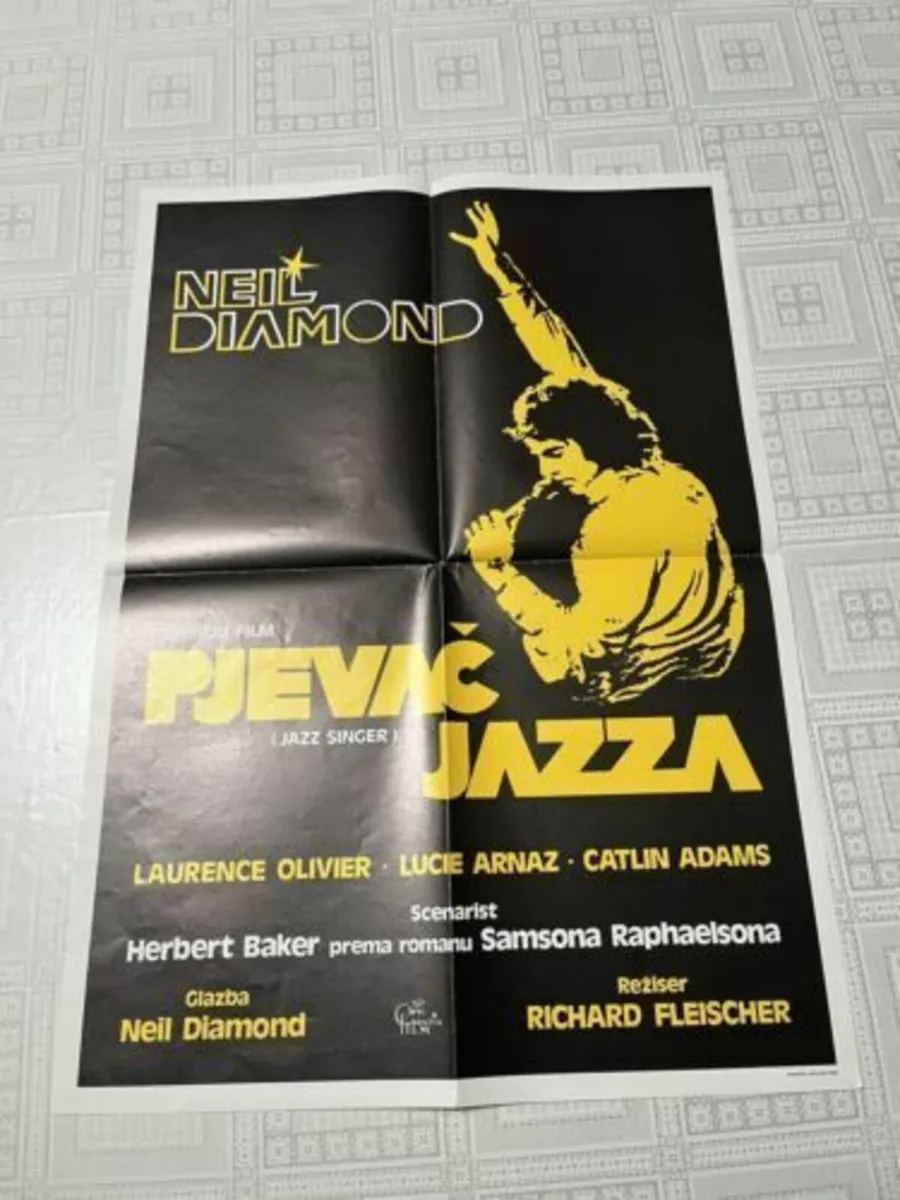 NEIL
DIAMOND
FILM
PJEVAČ
(JAZZ SINGER)
JAZZA
LAURENCE OLIVIER · LUCIE ARNAZ · CATLIN ADAMS
Scenarist
Herbert Baker prema romanu Samsona Raphaelsona
Glazba
Neil Diamond
Režiser
RICHARD FLEISCHER